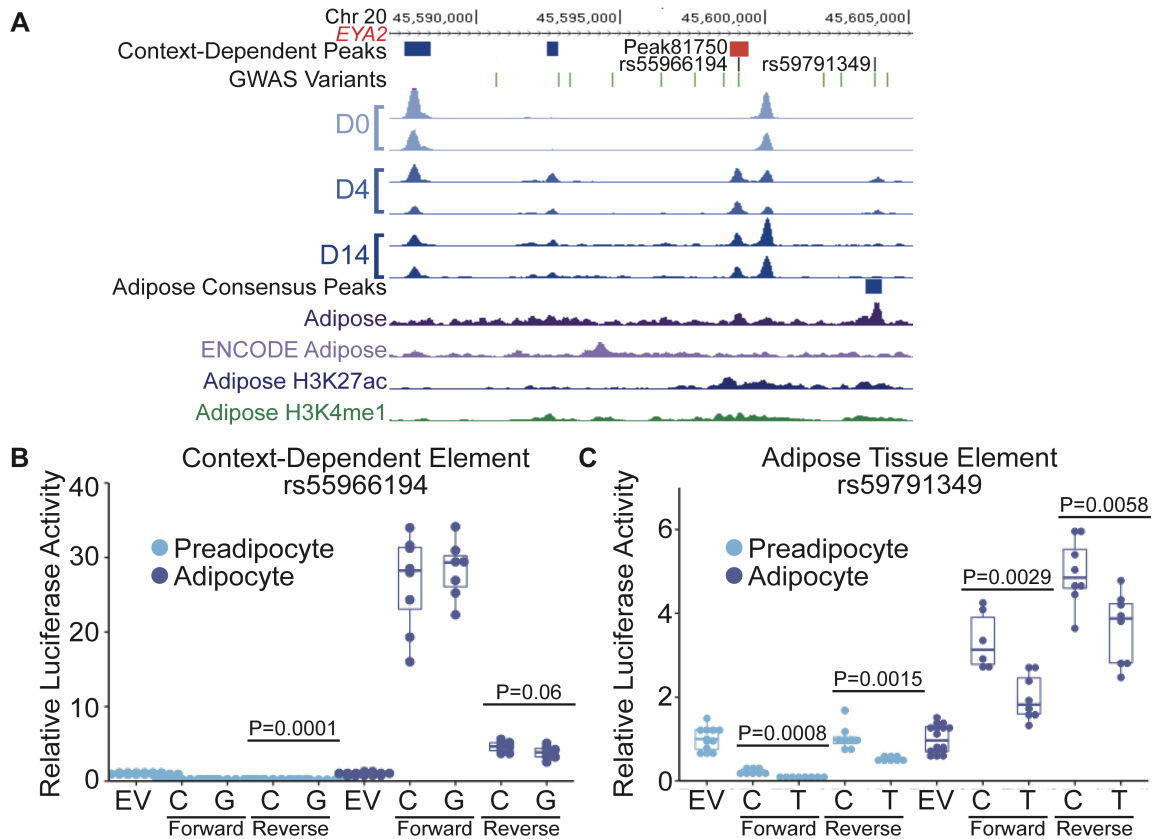 A
Chr 20 45,590,000 45,595,000 45,600,000 45,605,000
EYA2
Context-Dependent Peaks Peak81750
rs55966194 rs59791349
GWAS Variants
D0
D4
D14
Adipose Consensus Peaks
Adipose
ENCODE Adipose
Adipose H3K27ac
Adipose H3K4me1
B
Context-Dependent Element
rs55966194
Relative Luciferase Activity
40
30
20
10
0
Preadipocyte
Adipocyte
P=0.0001
P=0.06
EV C G C G EV C G C G
Forward Reverse Forward Reverse
C
Adipose Tissue Element
rs59791349
Relative Luciferase Activity
6
4
2
0
Preadipocyte
Adipocyte
P=0.0008
P=0.0015
P=0.0029
P=0.0058
EV C T C T EV C T C T
Forward Reverse Forward Reverse